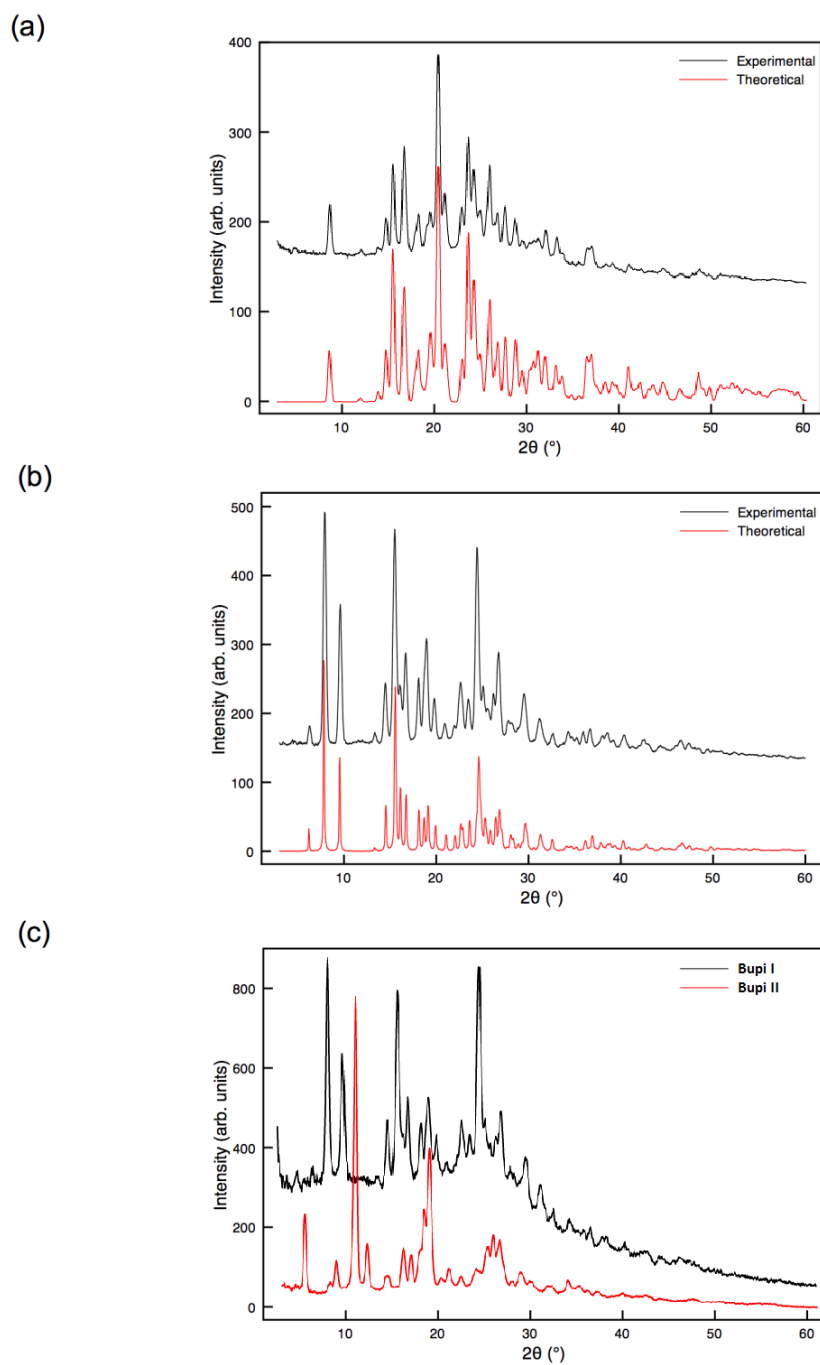 (a)
400
300
200
100
0
Intensity (arb. units)
Experimental
Theoretical
10 20 30 40 50 60
2θ (°)
(b)
500
400
300
200
100
0
Intensity (arb. units)
Experimental
Theoretical
10 20 30 40 50 60
2θ (°)
(c)
800
600
400
200
0
Intensity (arb. units)
Bupi I
Bupi II
10 20 30 40 50 60
2θ (°)